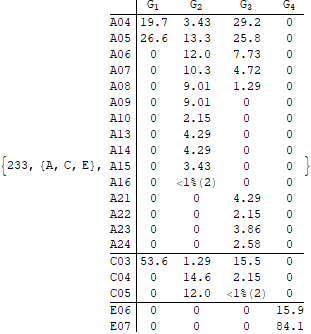 G1 G2 G3 G4
A04 19.7 3.43 29.2 0
A05 26.6 13.3 25.8 0
A06 0 12.0 7.73 0
A07 0 10.3 4.72 0
A08 0 9.01 1.29 0
A09 0 9.01 0 0
A10 0 2.15 0 0
A13 0 4.29 0 0
A14 0 4.29 0 0
{233, {A, C, E}, A15 0 3.43 0 0 }
A16 0 <1%(2) 0 0
A21 0 0 4.29 0
A22 0 0 2.15 0
A23 0 0 3.86 0
A24 0 0 2.58 0
C03 53.6 1.29 15.5 0
C04 0 14.6 2.15 0
C05 0 12.0 <1%(2) 0
E06 0 0 0 15.9
E07 0 0 0 84.1